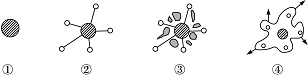 ① ② ③ ④